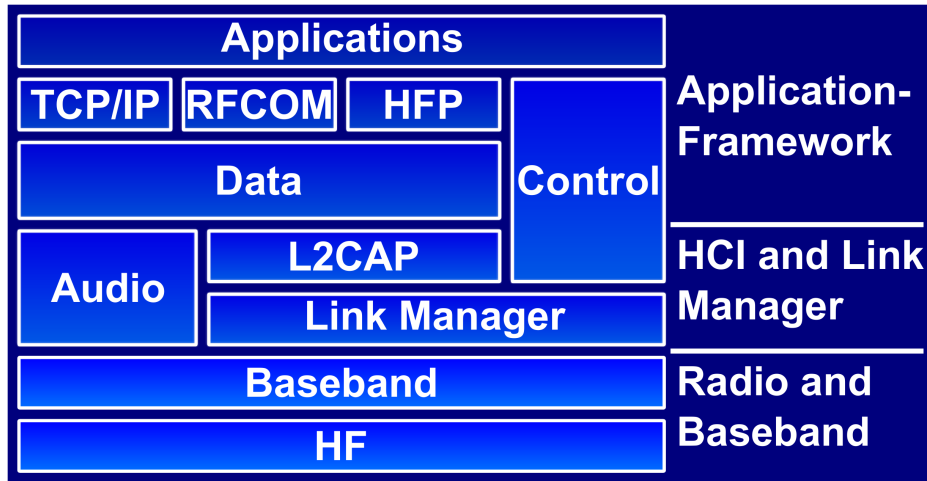 Applications
TCP/IP
RFCOM
HFP
Data
Control
Audio
L2CAP
Link Manager
Baseband
HF
Application-
Framework
HCI and Link
Manager
Radio and
Baseband